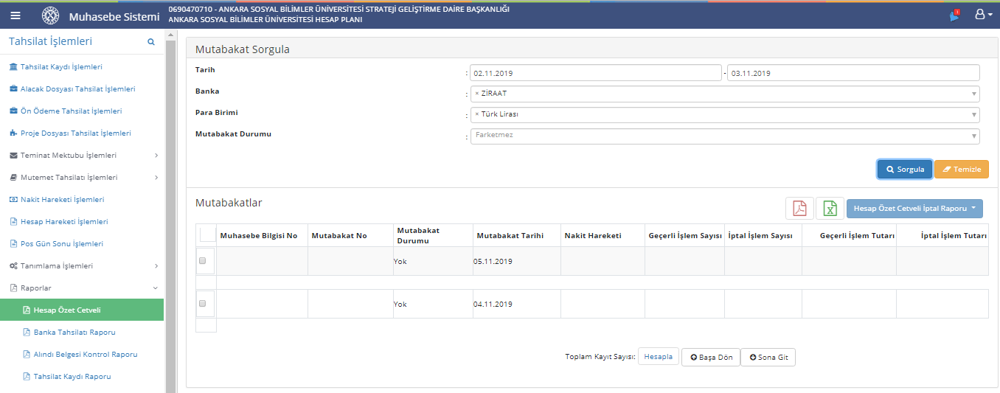 Muhasebe Sistemi
0690470710 - ANKARA SOSYAL BİLİMLER ÜNİVERSİTESİ STRATEJİ GELİŞTİRME DAİRE BAŞKANLIĞI
ANKARA SOSYAL BİLİMLER ÜNİVERSİTESİ HESAP PLANI
1
Tahsilat İşlemleri
Tahsilat Kaydı İşlemleri
Alacak Dosyası Tahsilat İşlemleri
Ön Ödeme Tahsilat İşlemleri
Proje Dosyası Tahsilat İşlemleri
Teminat Mektubu İşlemleri
Mutemet Tahsilatı İşlemleri
Nakit Hareketi İşlemleri
Hesap Hareketi İşlemleri
Pos Gün Sonu İşlemleri
Tanımlama İşlemleri
Raporlar
Hesap Özet Cetveli
Banka Tahsilatı Raporu
Alındı Belgesi Kontrol Raporu
Tahsilat Kaydı Raporu
Mutabakat Sorgula
Tarih : 02.11.2019 - 03.11.2019
Banka : × ZİRAAT
Para Birimi : × Türk Lirası
Mutabakat Durumu : Farketmez
Sorgula Temizle
Mutabakatlar
Hesap Özet Cetveli İptal Raporu
Muhasebe Bilgisi No Mutabakat No Mutabakat Durumu Mutabakat Tarihi Nakit Hareketi Geçerli İşlem Sayısı İptal İşlem Sayısı Geçerli İşlem Tutarı İptal İşlem Tutarı
Yok 05.11.2019
Yok 04.11.2019
Toplam Kayıt Sayısı: Hesapla Başa Dön Sona Git